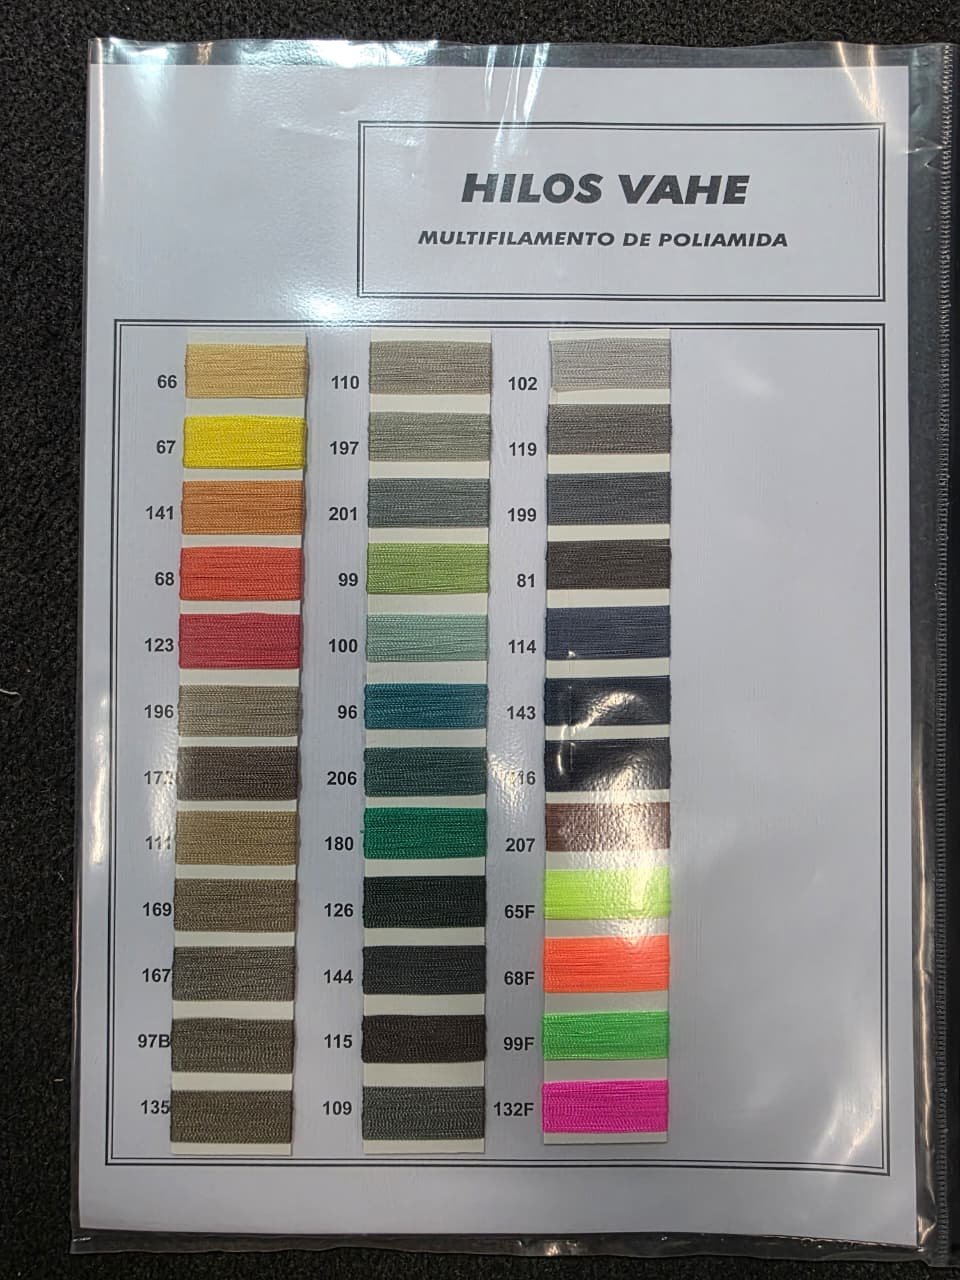 HILOS VAHE
MULTIFILAMENTO DE POLIAMIDA
66 110 102
67 197 119
141 201 199
68 99 81
123 100 114
196 96 143
206
111 180 207
169 126 65F
167 144 68F
97B 115 99F
135 109 132F